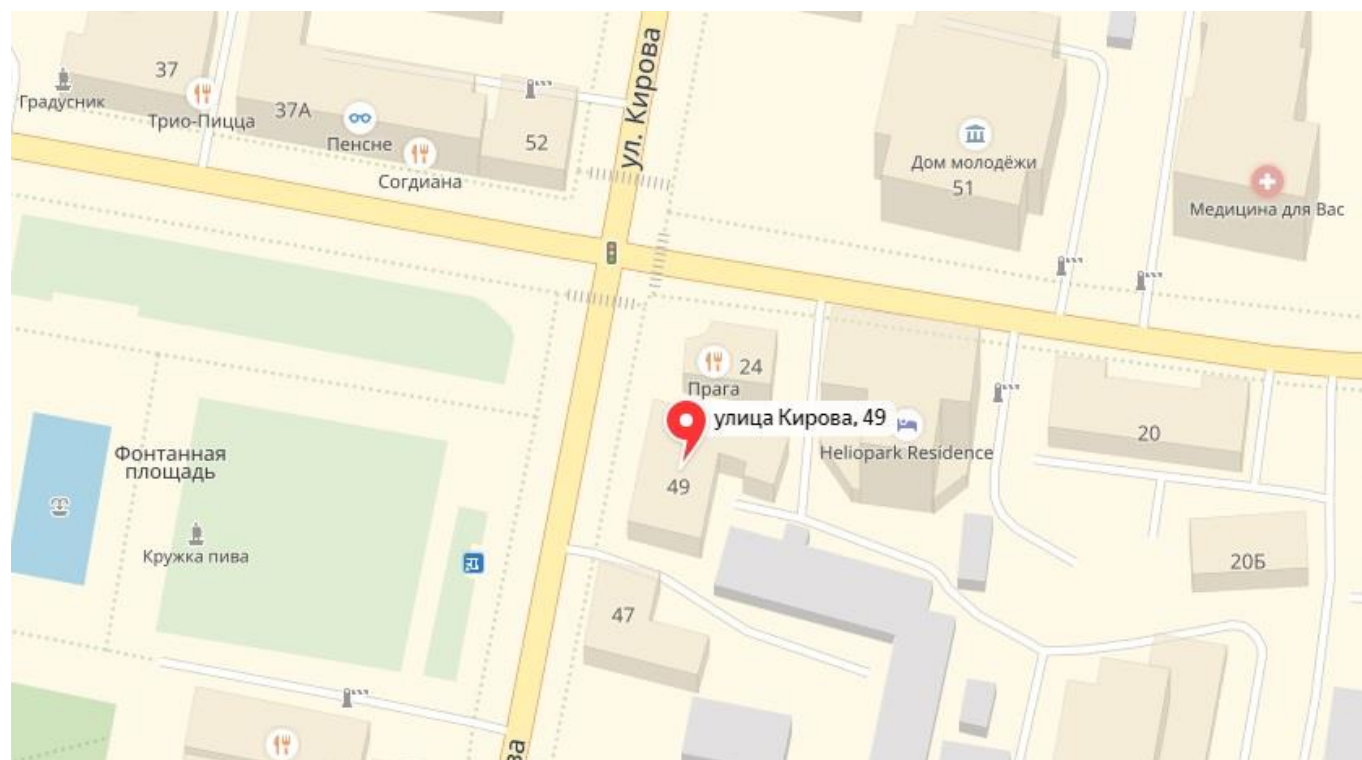 ул. Кирова
37
Градусник
Трио-Пицца
37А
Пенсне
52
Согдиана
Дом молодёжи
51
Медицина для Вас
24
Прага
улица Кирова, 49
Heliopark Residence
20
49
Фонтанная
площадь
Кружка пива
20Б
47
ва